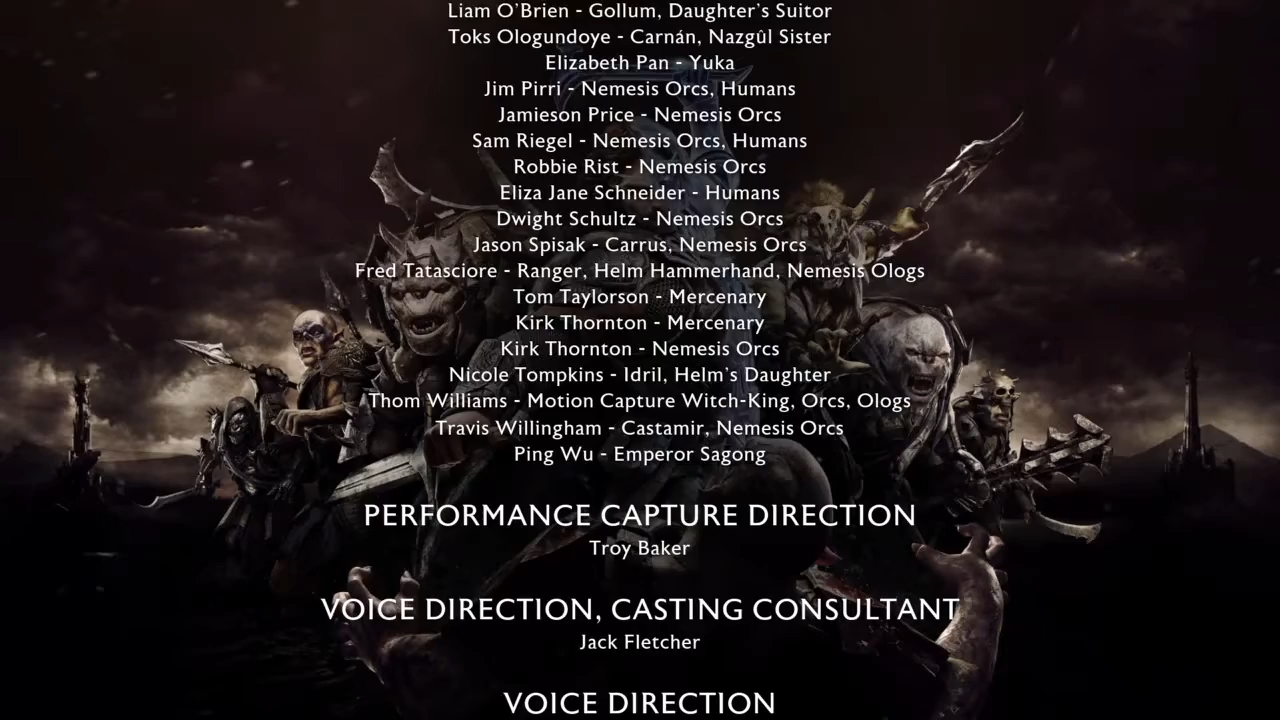 Liam O'Brien - Gollum, Daughter's Suitor
Toks Ologundoye - Carnán, Nazgûl Sister
Elizabeth Pan - Yuka
Jim Pirri - Nemesis Orcs, Humans
Jamieson Price - Nemesis Orcs
Sam Riegel - Nemesis Orcs, Humans
Robbie Rist - Nemesis Orcs
Eliza Jane Schneider - Humans
Dwight Schultz - Nemesis Orcs
Jason Spisak - Carrus, Nemesis Orcs
Fred Tatasciore - Ranger, Helm Hammerhand, Nemesis Ologs
Tom Taylorson - Mercenary
Kirk Thornton - Mercenary
Kirk Thornton - Nemesis Orcs
Nicole Tompkins - Idril, Helm's Daughter
Thom Williams - Motion Capture Witch-King, Orcs, Ologs
Travis Willingham - Castamir, Nemesis Orcs
Ping Wu - Emperor Sagong
PERFORMANCE CAPTURE DIRECTION
Troy Baker
VOICE DIRECTION, CASTING CONSULTANT
Jack Fletcher
VOICE DIRECTION